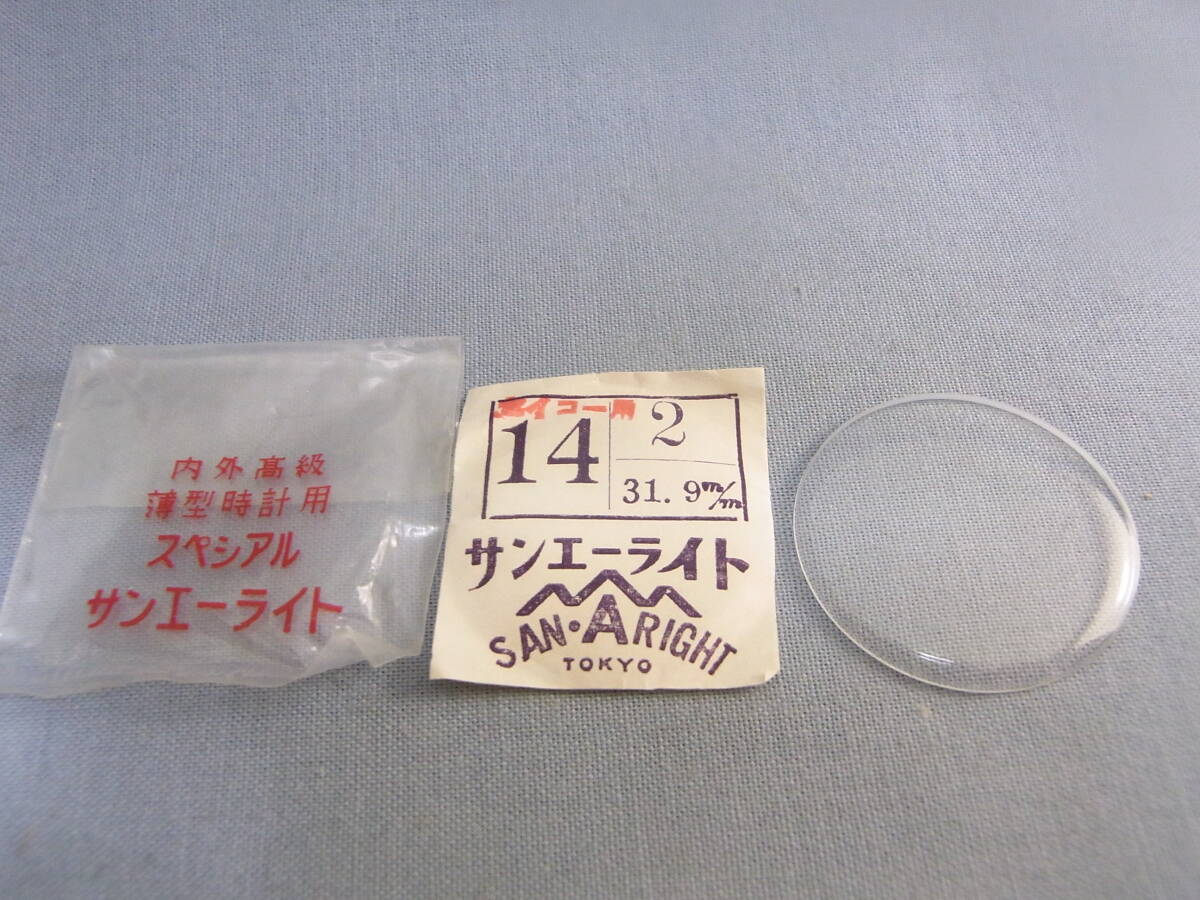 内外高級
薄型時計用
スペシアル
サンエーライト
セイコー用
14
2
31.9m/m
サンエーライト
SAN•ARIGHT
TOKYO